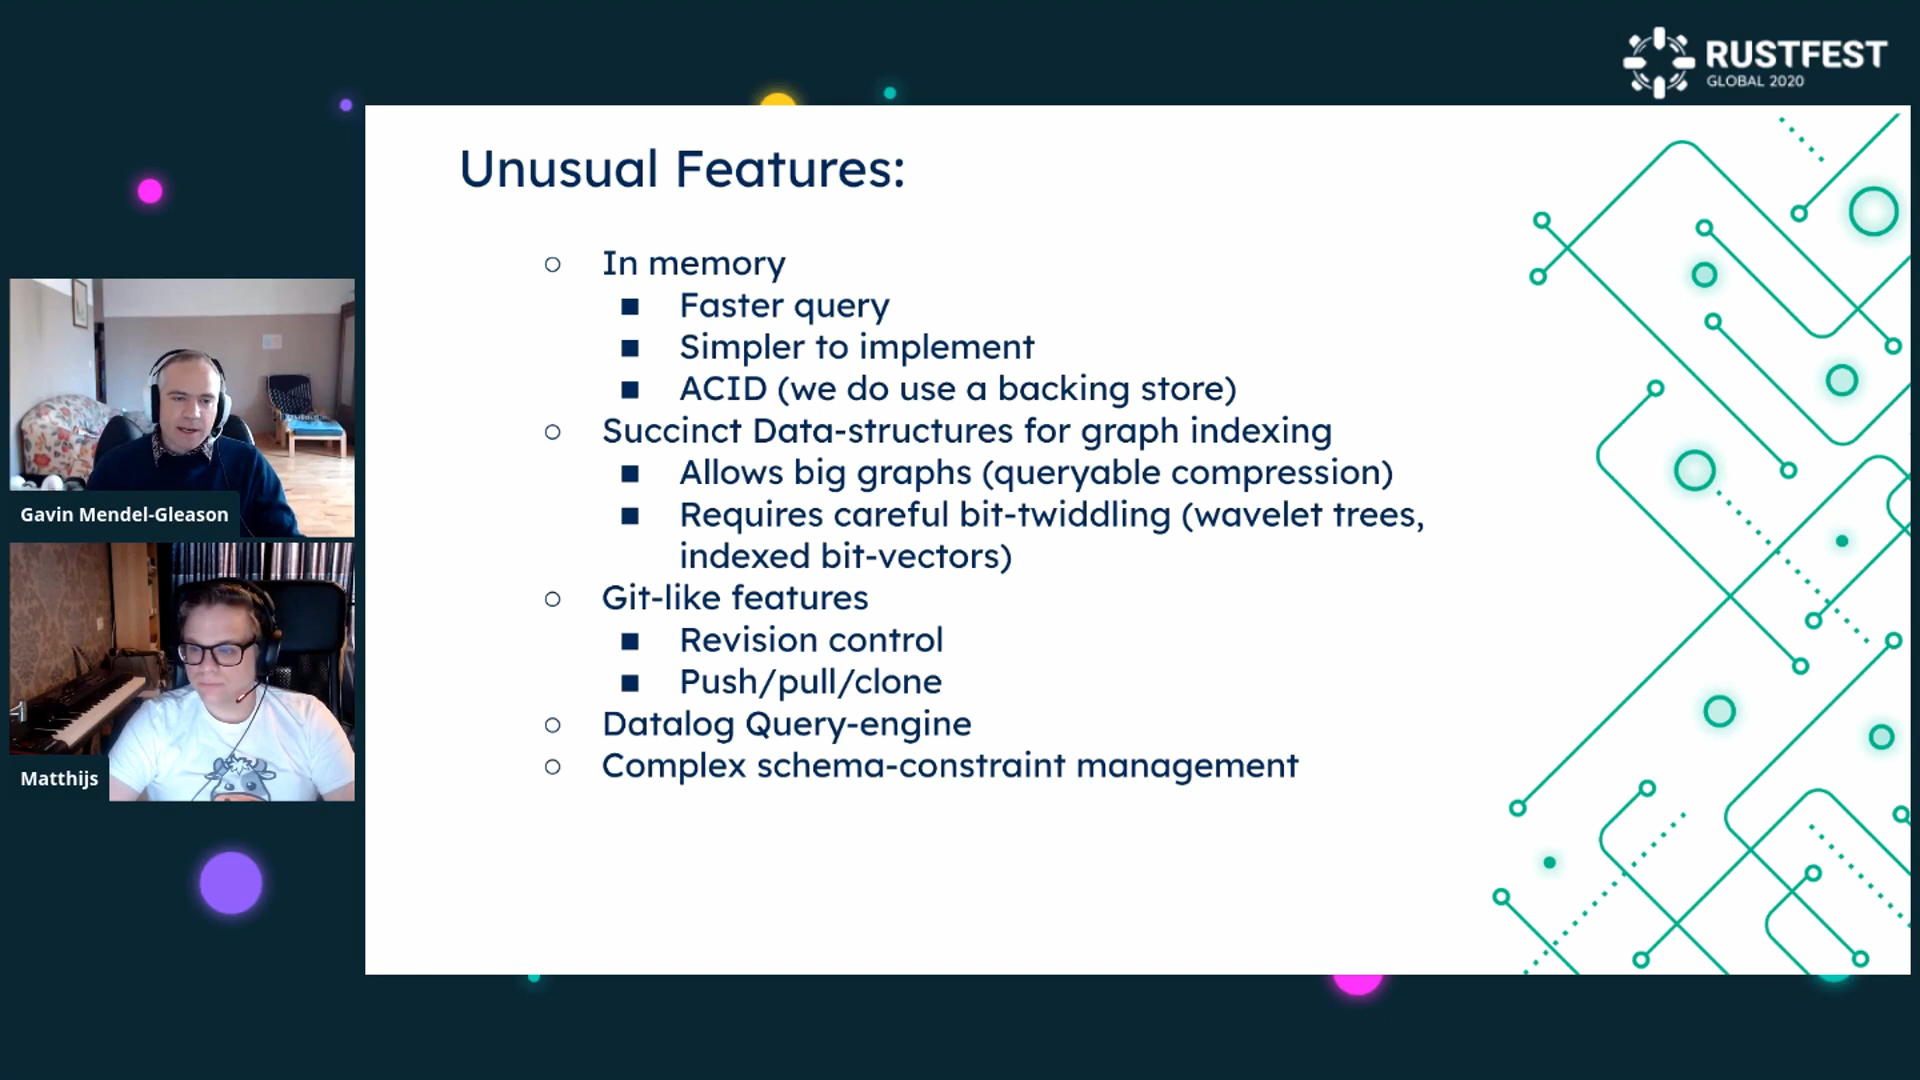 RUSTFEST
GLOBAL 2020
Unusual Features:
○ In memory
■ Faster query
■ Simpler to implement
■ ACID (we do use a backing store)
○ Succinct Data-structures for graph indexing
■ Allows big graphs (queryable compression)
■ Requires careful bit-twiddling (wavelet trees,
indexed bit-vectors)
○ Git-like features
■ Revision control
■ Push/pull/clone
○ Datalog Query-engine
○ Complex schema-constraint management
Gavin Mendel-Gleason
Matthijs